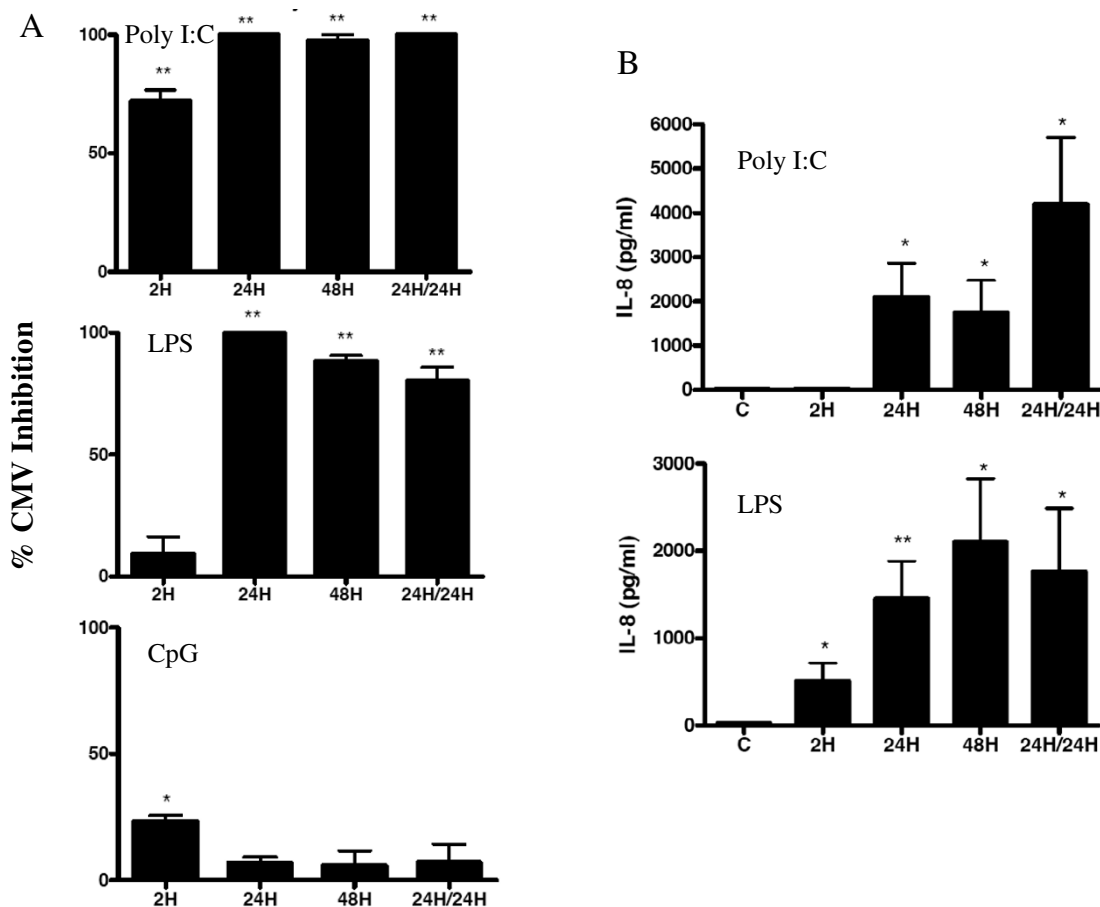 A
Poly I:C
**
**
**
**
100
50
0
2H
24H
48H
24H/24H
% CMV Inhibition
LPS
**
**
**
100
50
0
2H
24H
48H
24H/24H
CpG
*
100
50
0
2H
24H
48H
24H/24H
B
Poly I:C
*
*
*
IL-8 (pg/ml)
6000
5000
4000
3000
2000
1000
0
C
2H
24H
48H
24H/24H
LPS
*
**
*
*
IL-8 (pg/ml)
3000
2000
1000
0
C
2H
24H
48H
24H/24H